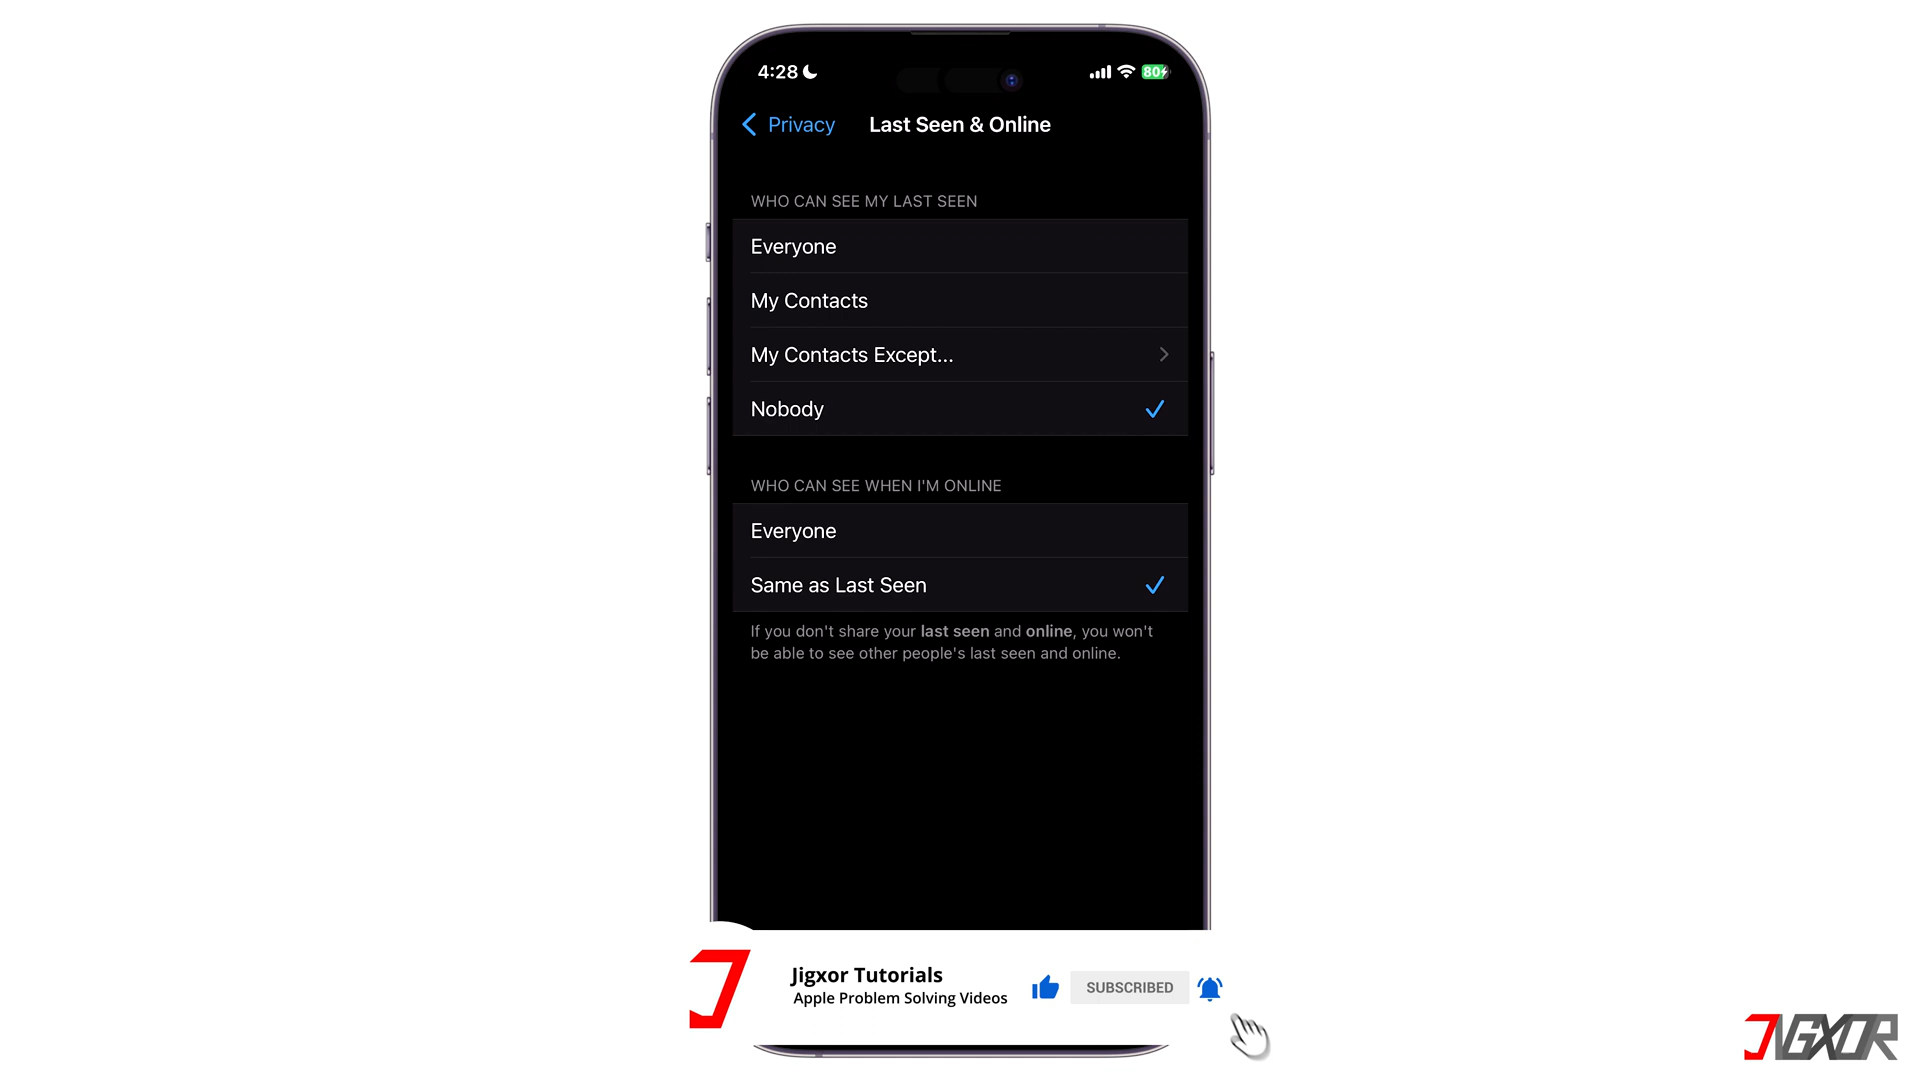 4:28
80
Privacy
Last Seen & Online
WHO CAN SEE MY LAST SEEN
Everyone
My Contacts
My Contacts Except...
Nobody
WHO CAN SEE WHEN I'M ONLINE
Everyone
Same as Last Seen
If you don't share your last seen and online, you won't
be able to see other people's last seen and online.
Jigxor Tutorials
Apple Problem Solving Videos
SUBSCRIBED
JIGXOR